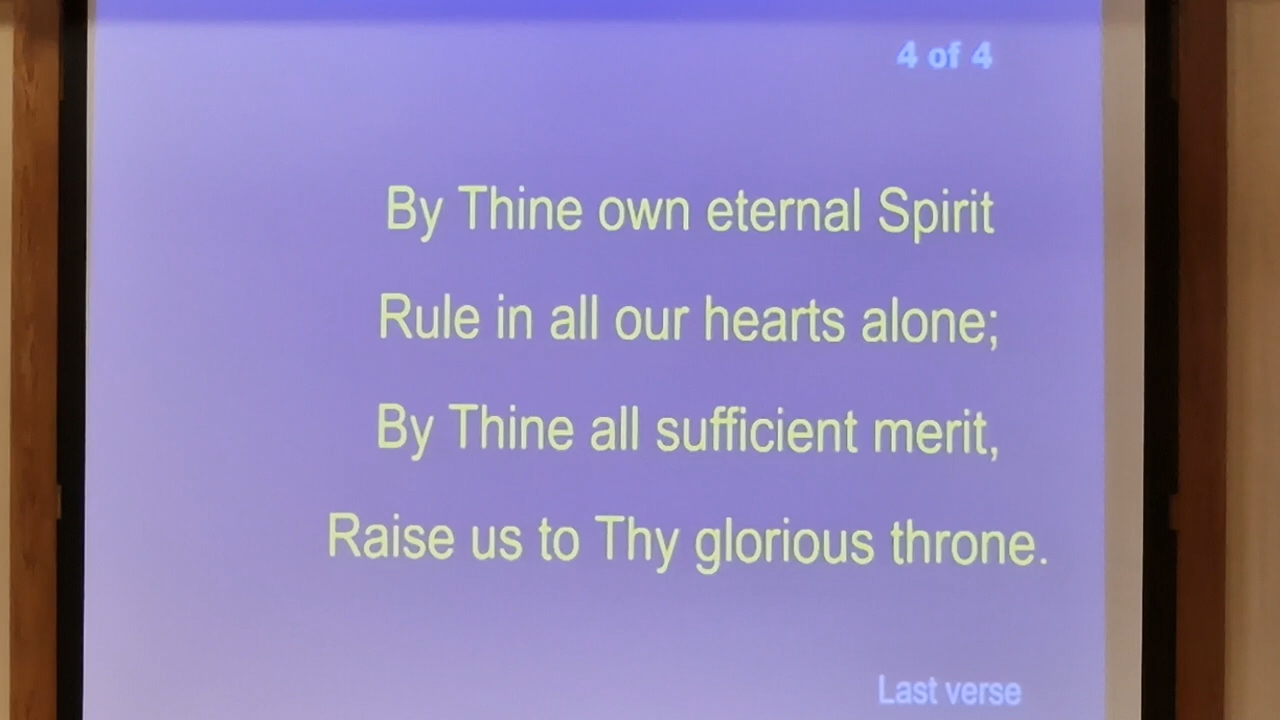 4 of 4
By Thine own eternal Spirit
Rule in all our hearts alone;
By Thine all sufficient merit,
Raise us to Thy glorious throne.
Last verse